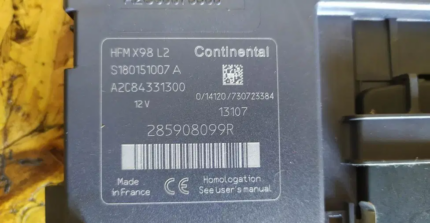 HFM X98 L2 Continental
S180151007 A
A2C84331300
12 V
0/14120/730723384
13107
285908099R
Made
in France
CE
Homologation
See user's manual.